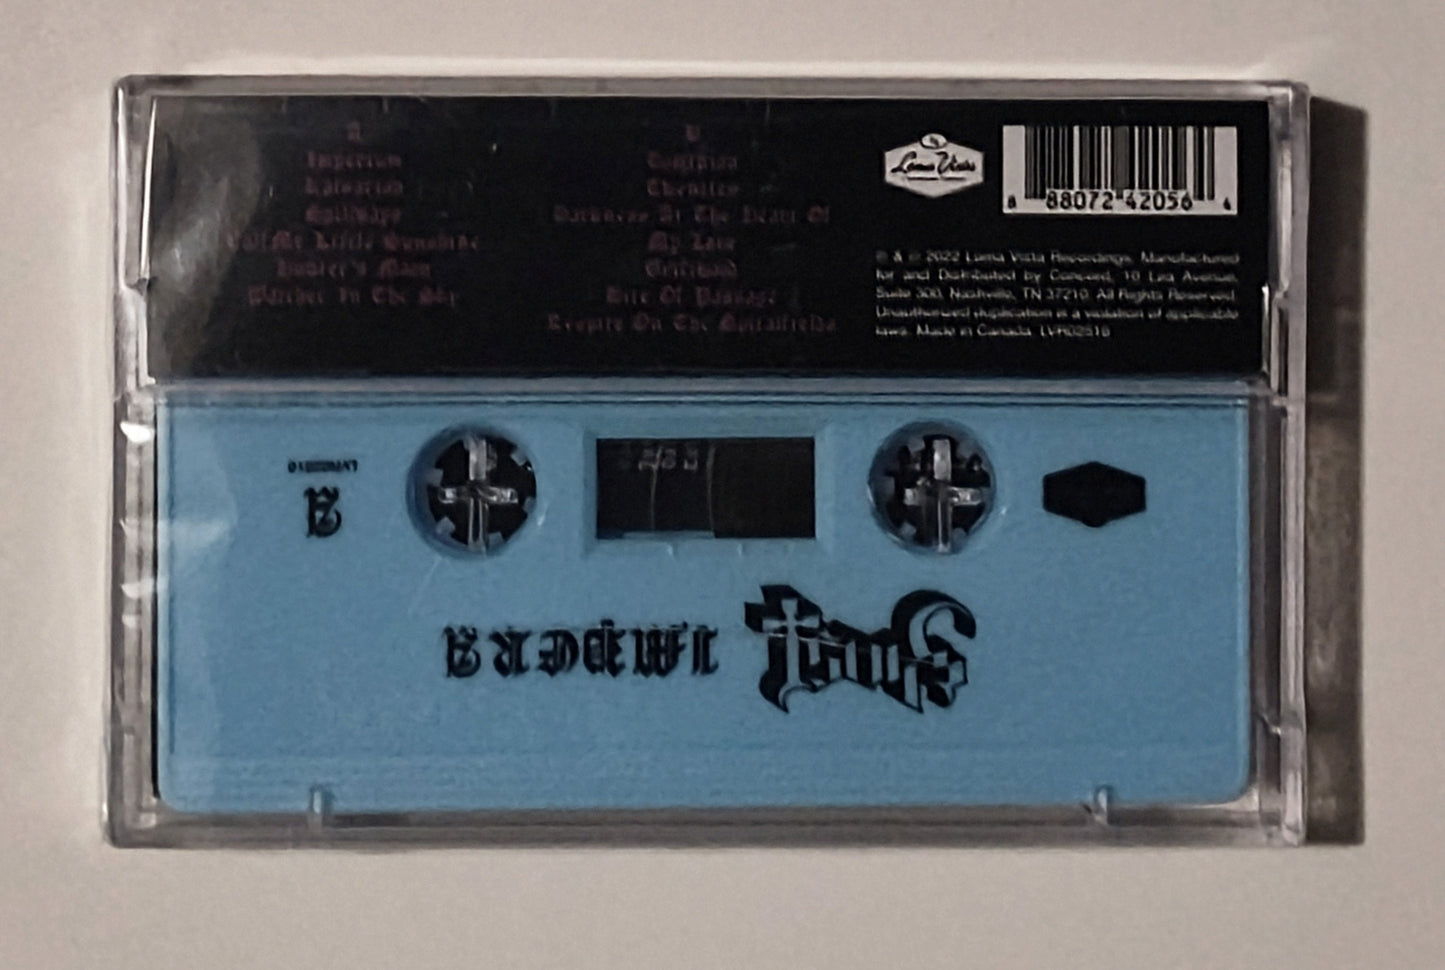 A
Imperium
Kaisarion
Spillways
Call Me Little Sunshine
Hunter's Moon
Watcher In The Sky
B
Dominion
Twenties
Darkness At The Heart Of
My Love
Griftwood
Bite Of Passage
Respite On The Spitalfields
Loma Vista
8 88072 42056 4
℗ & © 2022 Loma Vista Recordings. Manufactured
for and Distributed by Concord, 10 Lea Avenue,
Suite 300, Nashville, TN 37210. All Rights Reserved.
Unauthorized duplication is a violation of applicable
laws. Made in Canada. LVR02518
LVR02518
A
Ghost IMPERA